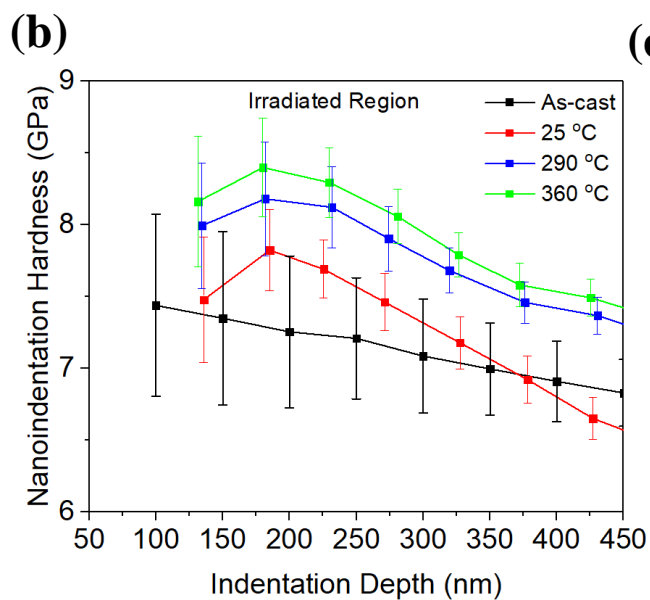 (b)
(c
9
8
7
6
Nanoindentation Hardness (GPa)
Irradiated Region
As-cast
25 °C
290 °C
360 °C
50 100 150 200 250 300 350 400 450
Indentation Depth (nm)